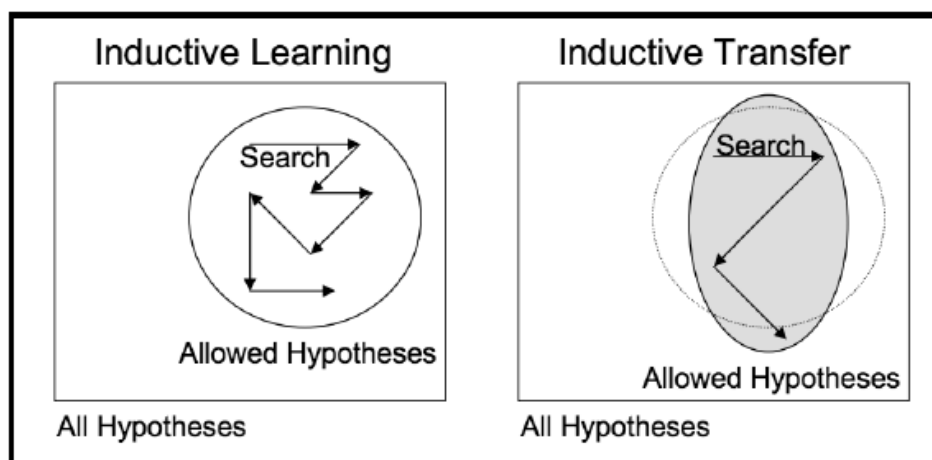 Inductive Learning
Search
Allowed Hypotheses
All Hypotheses
Inductive Transfer
Search
Allowed Hypotheses
All Hypotheses